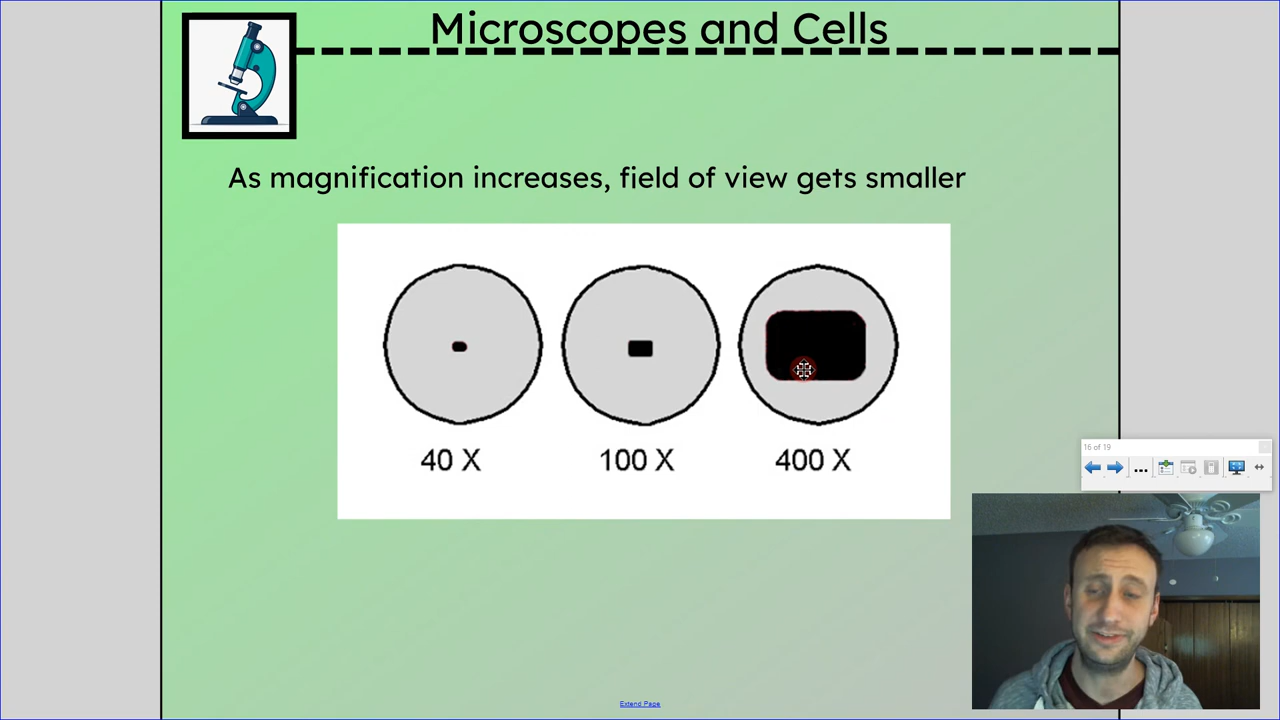 Microscopes and Cells
As magnification increases, field of view gets smaller
40 X
100 X
400 X
16 of 19
Extend Page